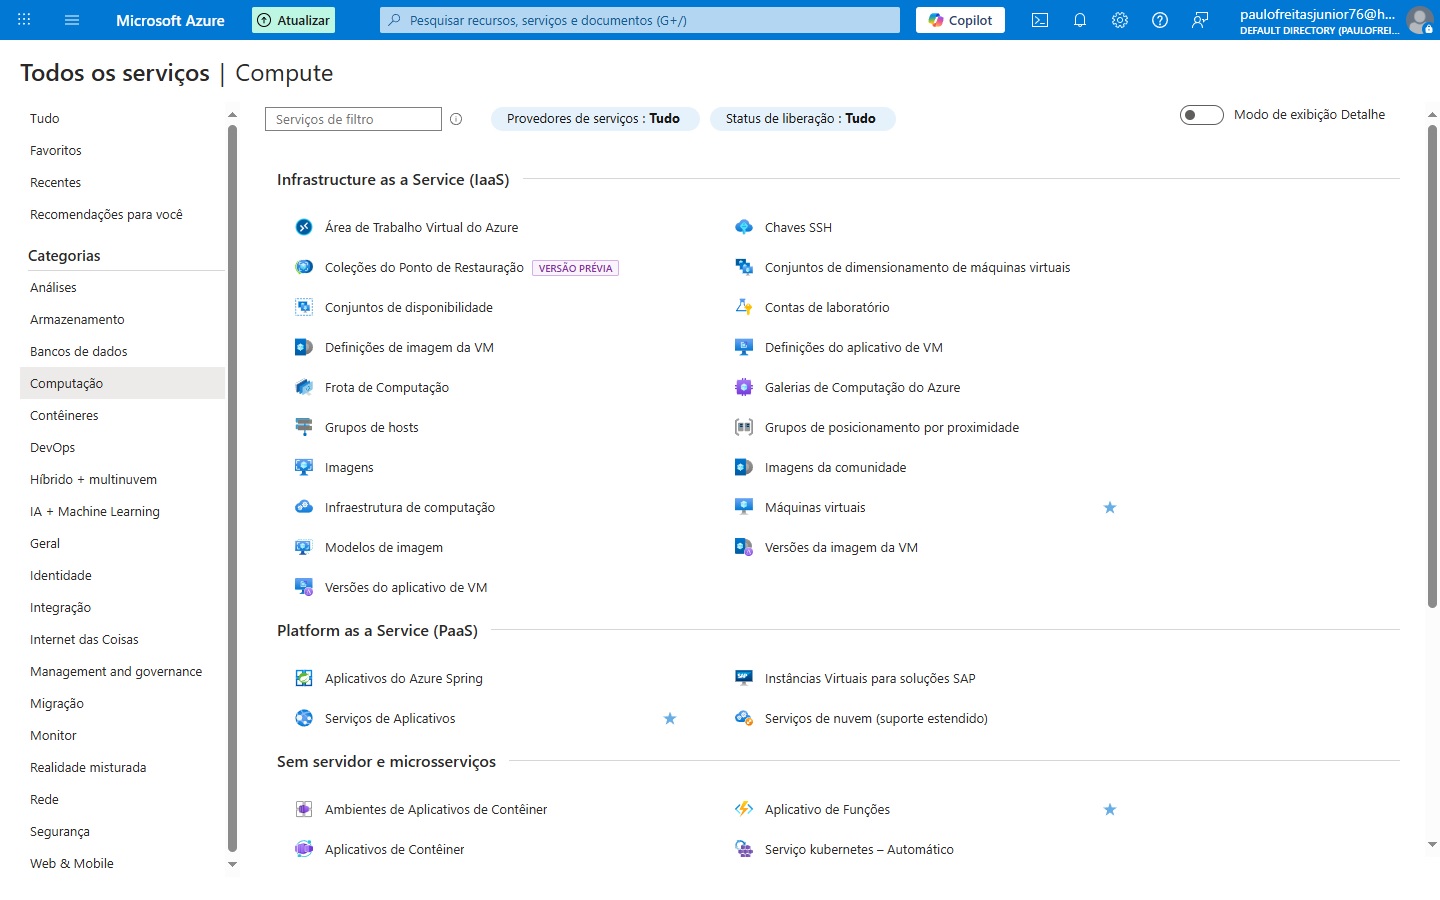 Microsoft Azure
Atualizar
Pesquisar recursos, serviços e documentos (G+/)
Copilot
paulofreitasjunior76@h...
DEFAULT DIRECTORY (PAULOFREI...
Todos os serviços | Compute
Tudo
Favoritos
Recentes
Recomendações para você
Categorias
Análises
Armazenamento
Bancos de dados
Computação
Contêineres
DevOps
Híbrido + multinuvem
IA + Machine Learning
Geral
Identidade
Integração
Internet das Coisas
Management and governance
Migração
Monitor
Realidade misturada
Rede
Segurança
Web & Mobile
Serviços de filtro
Provedores de serviços : Tudo
Status de liberação : Tudo
Modo de exibição Detalhe
Infrastructure as a Service (IaaS)
Área de Trabalho Virtual do Azure
Chaves SSH
Coleções do Ponto de Restauração VERSÃO PRÉVIA
Conjuntos de dimensionamento de máquinas virtuais
Conjuntos de disponibilidade
Contas de laboratório
Definições de imagem da VM
Definições do aplicativo de VM
Frota de Computação
Galerias de Computação do Azure
Grupos de hosts
Grupos de posicionamento por proximidade
Imagens
Imagens da comunidade
Infraestrutura de computação
Máquinas virtuais
Modelos de imagem
Versões da imagem da VM
Versões do aplicativo de VM
Platform as a Service (PaaS)
Aplicativos do Azure Spring
Instâncias Virtuais para soluções SAP
Serviços de Aplicativos
Serviços de nuvem (suporte estendido)
Sem servidor e microsserviços
Ambientes de Aplicativos de Contêiner
Aplicativo de Funções
Aplicativos de Contêiner
Serviço kubernetes – Automático